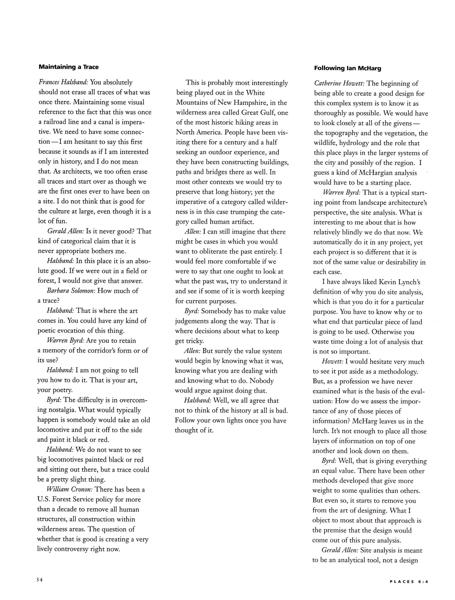 Maintaining a Trace
Frances Halsband: You absolutely
should not erase all traces of what was
once there. Maintaining some visual
reference to the fact that this was once
a railroad line and a canal is impera-
tive. We need to have some connec-
tion — I am hesitant to say this first
because it sounds as if I am interested
only in history, and I do not mean
that. As architects, we too often erase
all traces and start over as though we
are the first ones ever to have been on
a site. I do not think that is good for
the culture at large, even though it is a
lot of fun.
Gerald Allen: Is it never good? That
kind of categorical claim that it is
never appropriate bothers me.
Halsband: In this place it is an abso-
lute good. If we were out in a field or
forest, I would not give that answer.
Barbara Solomon: How much of
a trace?
Halsband: That is where the art
comes in. You could have any kind of
poetic evocation of this thing.
Warren Byrd: Are you to retain
a memory of the corridor's form or of
its use?
Halsband: I am not going to tell
you how to do it. That is your art,
your poetry.
Byrd: The difficulty is in overcom-
ing nostalgia. What would typically
happen is somebody would take an old
locomotive and put it off to the side
and paint it black or red.
Halsband: We do not want to see
big locomotives painted black or red
and sitting out there, but a trace could
be a pretty slight thing.
William Cronon: There has been a
U.S. Forest Service policy for more
than a decade to remove all human
structures, all construction within
wilderness areas. The question of
whether that is good is creating a very
lively controversy right now.
This is probably most interestingly
being played out in the White
Mountains of New Hampshire, in the
wilderness area called Great Gulf, one
of the most historic hiking areas in
North America. People have been vis-
iting there for a century and a half
seeking an outdoor experience, and
they have been constructing buildings,
paths and bridges there as well. In
most other contexts we would try to
preserve that long history; yet the
imperative of a category called wilder-
ness is in this case trumping the cate-
gory called human artifact.
Allen: I can still imagine that there
might be cases in which you would
want to obliterate the past entirely. I
would feel more comfortable if we
were to say that one ought to look at
what the past was, try to understand it
and see if some of it is worth keeping
for current purposes.
Byrd: Somebody has to make value
judgements along the way. That is
where decisions about what to keep
get tricky.
Allen: But surely the value system
would begin by knowing what it was,
knowing what you are dealing with
and knowing what to do. Nobody
would argue against doing that.
Halsband: Well, we all agree that
not to think of the history at all is bad.
Follow your own lights once you have
thought of it.
Following Ian McHarg
Catherine Howett: The beginning of
being able to create a good design for
this complex system is to know it as
thoroughly as possible. We would have
to look closely at all of the givens —
the topography and the vegetation, the
wildlife, hydrology and the role that
this place plays in the larger systems of
the city and possibly of the region. I
guess a kind of McHargian analysis
would have to be a starting place.
Warren Byrd: That is a typical start-
ing point from landscape architecture's
perspective, the site analysis. What is
interesting to me about that is how
relatively blindly we do that now. We
automatically do it in any project, yet
each project is so different that it is
not of the same value or desirability in
each case.
I have always liked Kevin Lynch's
definition of why you do site analysis,
which is that you do it for a particular
purpose. You have to know why or to
what end that particular piece of land
is going to be used. Otherwise you
waste time doing a lot of analysis that
is not so important.
Howett: I would hesitate very much
to see it put aside as a methodology.
But, as a profession we have never
examined what is the basis of the eval-
uation: How do we assess the impor-
tance of any of those pieces of
information? McHarg leaves us in the
lurch. It's not enough to place all those
layers of information on top of one
another and look down on them.
Byrd: Well, that is giving everything
an equal value. There have been other
methods developed that give more
weight to some qualities than others.
But even so, it starts to remove you
from the art of designing. What I
object to most about that approach is
the premise that the design would
come out of this pure analysis.
Gerald Allen: Site analysis is meant
to be an analytical tool, not a design
54
PLACES 8:4